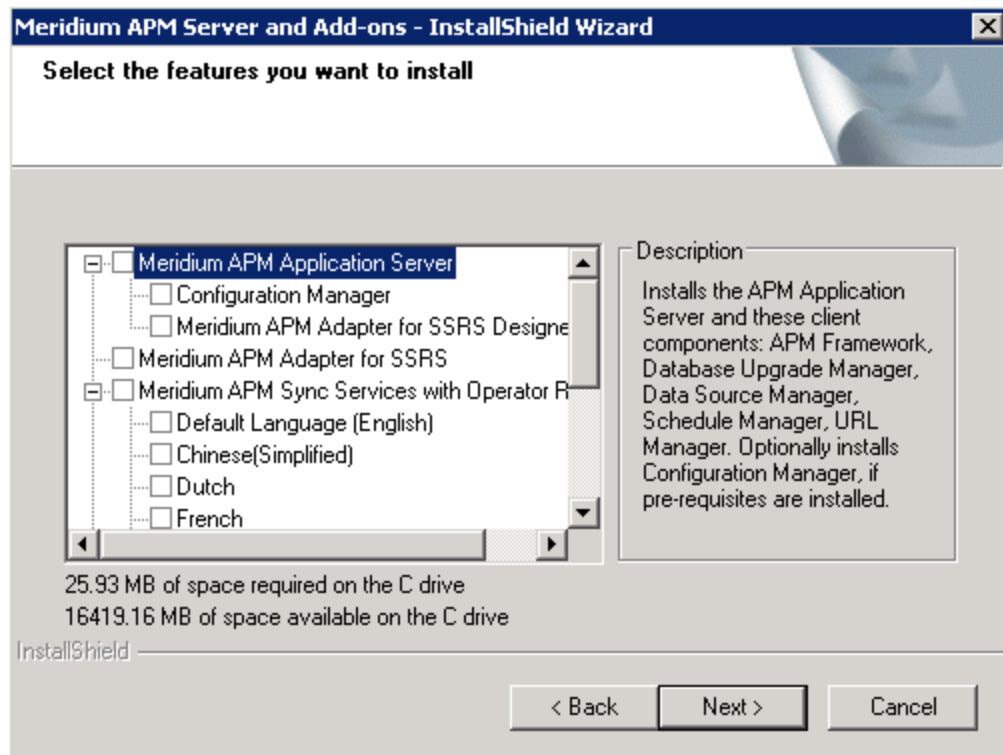 Meridium APM Server and Add-ons - InstallShield Wizard
Select the features you want to install
Meridium APM Application Server
Configuration Manager
Meridium APM Adapter for SSRS Designe
Meridium APM Adapter for SSRS
Meridium APM Sync Services with Operator R
Default Language (English)
Chinese(Simplified)
Dutch
French
Description
Installs the APM Application
Server and these client
components: APM Framework,
Database Upgrade Manager,
Data Source Manager,
Schedule Manager, URL
Manager. Optionally installs
Configuration Manager, if
pre-requisites are installed.
25.93 MB of space required on the C drive
16419.16 MB of space available on the C drive
InstallShield
< Back
Next >
Cancel